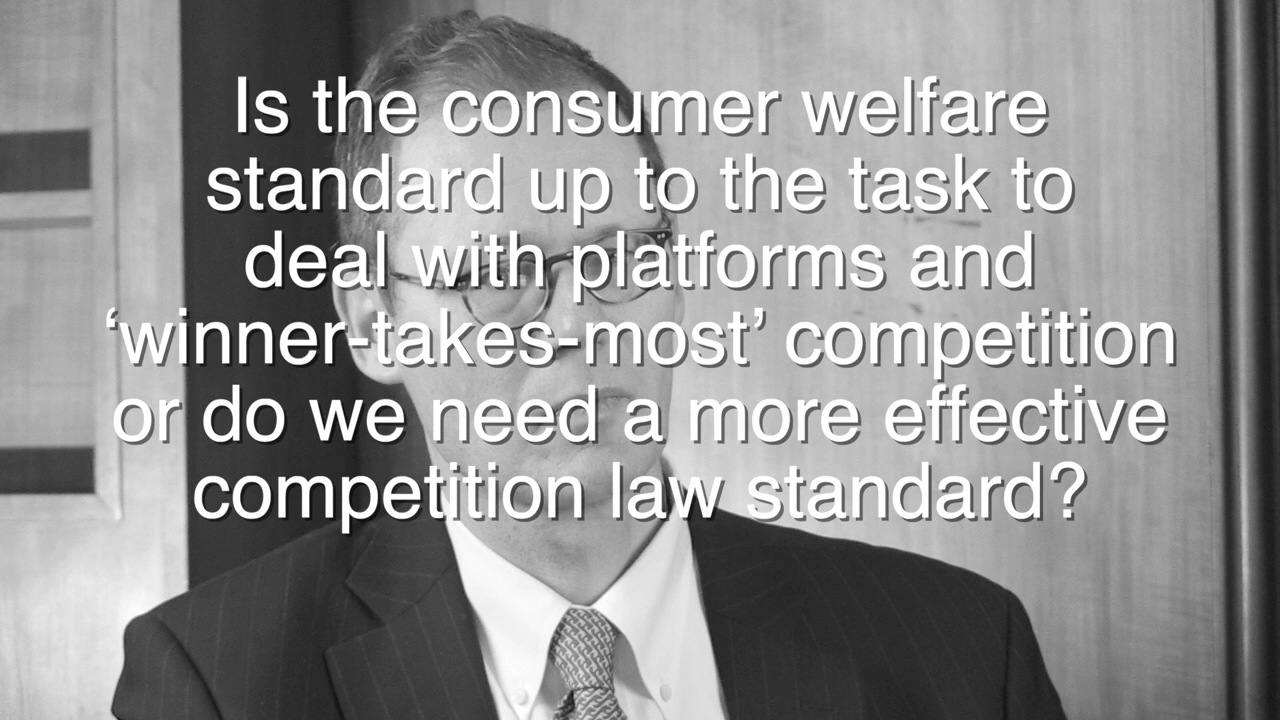 Is the consumer welfare
standard up to the task to
deal with platforms and
‘winner-takes-most’ competition
or do we need a more effective
competition law standard?